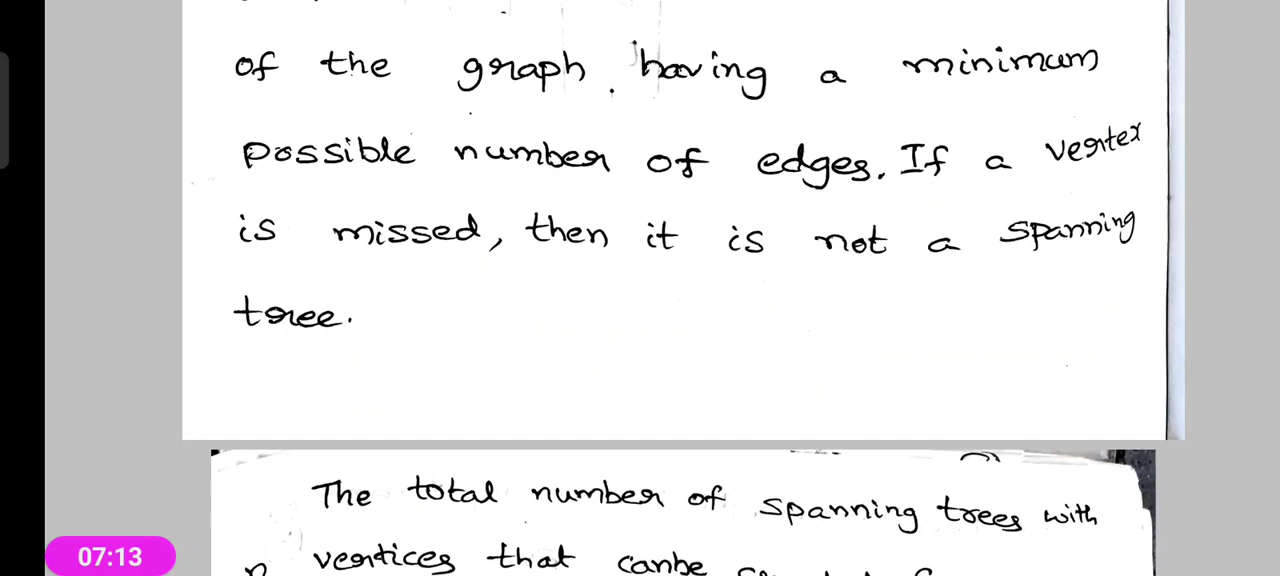 of the graph. having a minimum
possible number of edges. If a vertex
is missed, then it is not a spanning
tree.
The total number of spanning trees with
n vertices that canbe
07:13